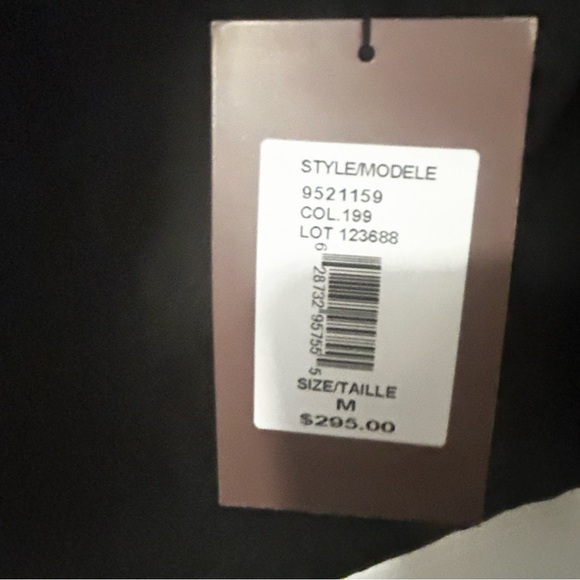 STYLE/MODELE
9521159
COL.199
LOT 123688
6 28732 95755 5
SIZE/TAILLE
M
$295.00